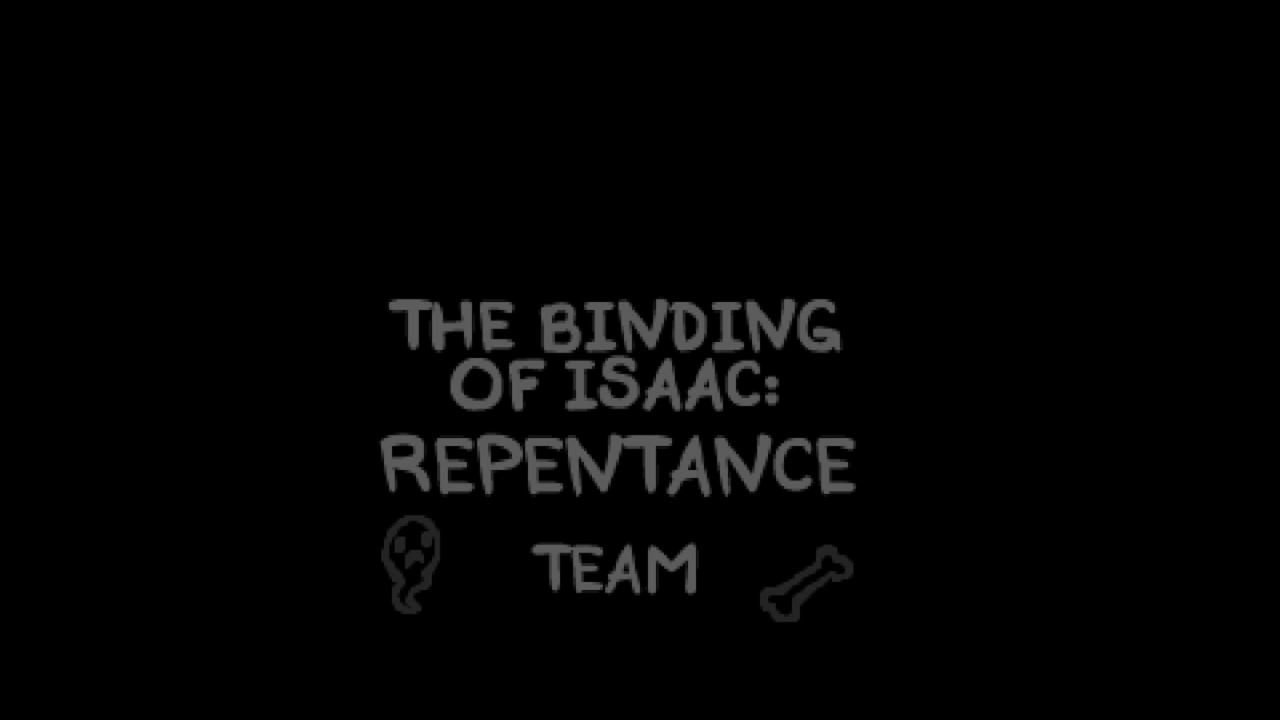 THE BINDING
OF ISAAC:
REPENTANCE
TEAM